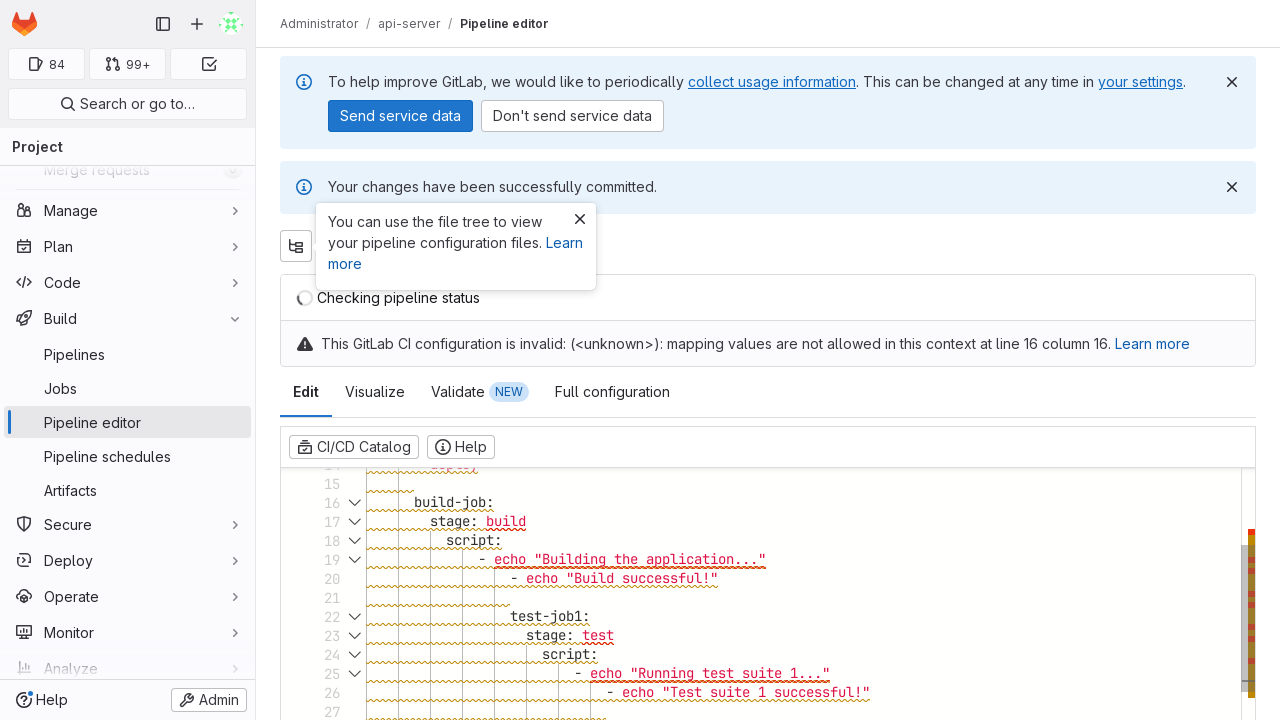 Administrator / api-server / Pipeline editor
84
99+
Search or go to…
Project
Merge requests
Manage
Plan
Code
Build
Pipelines
Jobs
Pipeline editor
Pipeline schedules
Artifacts
Secure
Deploy
Operate
Monitor
Analyze
Help
Admin
To help improve GitLab, we would like to periodically collect usage information. This can be changed at any time in your settings.
Send service data
Don't send service data
Your changes have been successfully committed.
You can use the file tree to view
your pipeline configuration files. Learn
more
Checking pipeline status
This GitLab CI configuration is invalid: (<unknown>): mapping values are not allowed in this context at line 16 column 16. Learn more
Edit
Visualize
Validate NEW
Full configuration
CI/CD Catalog
Help
14 - deploy
15
16 build-job:
17 stage: build
18 script:
19 - echo "Building the application..."
20 - echo "Build successful!"
21
22 test-job1:
23 stage: test
24 script:
25 - echo "Running test suite 1..."
26 - echo "Test suite 1 successful!"
27